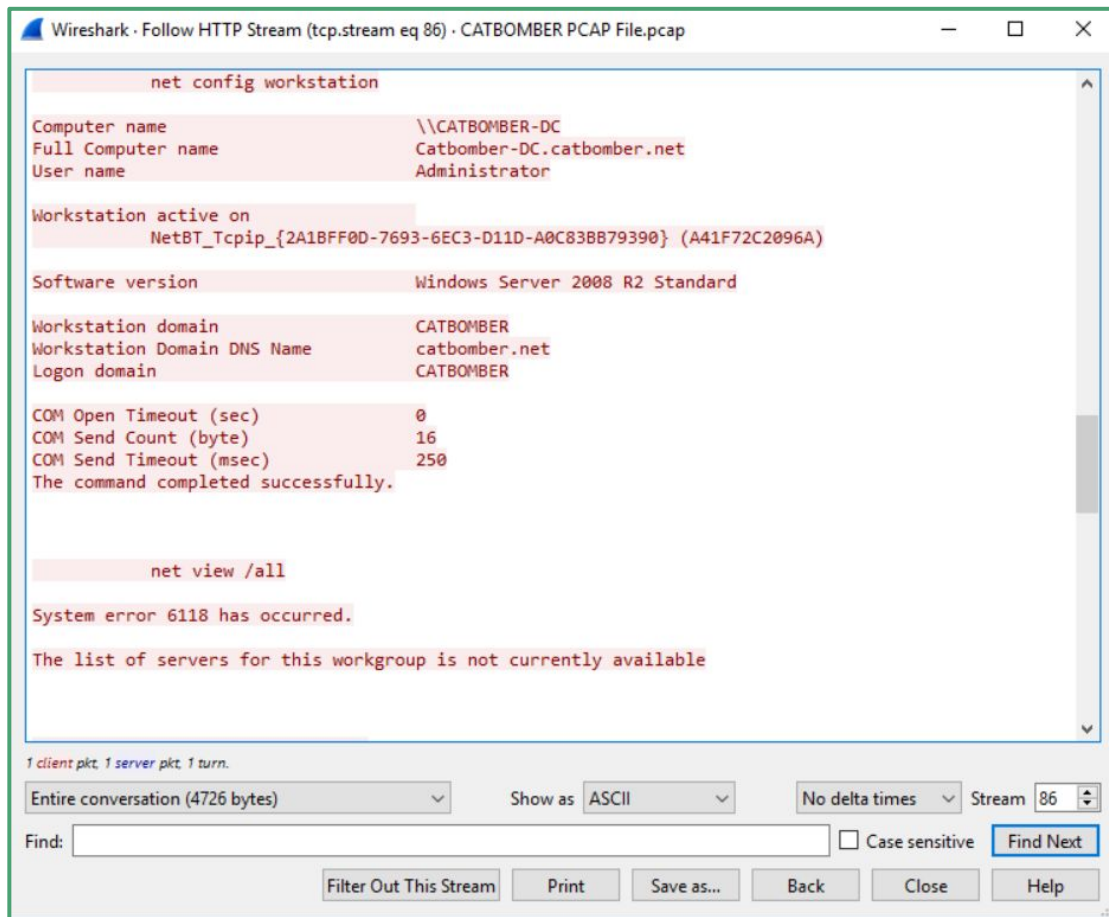 Wireshark · Follow HTTP Stream (tcp.stream eq 86) · CATBOMBER PCAP File.pcap
net config workstation
Computer name \\CATBOMBER-DC
Full Computer name Catbomber-DC.catbomber.net
User name Administrator
Workstation active on
NetBT_Tcpip_{2A1BFF0D-7693-6EC3-D11D-A0C83BB79390} (A41F72C2096A)
Software version Windows Server 2008 R2 Standard
Workstation domain CATBOMBER
Workstation Domain DNS Name catbomber.net
Logon domain CATBOMBER
COM Open Timeout (sec) 0
COM Send Count (byte) 16
COM Send Timeout (msec) 250
The command completed successfully.
net view /all
System error 6118 has occurred.
The list of servers for this workgroup is not currently available
1 client pkt, 1 server pkt, 1 turn.
Entire conversation (4726 bytes) Show as ASCII No delta times Stream 86
Find: Case sensitive Find Next
Filter Out This Stream Print Save as... Back Close Help